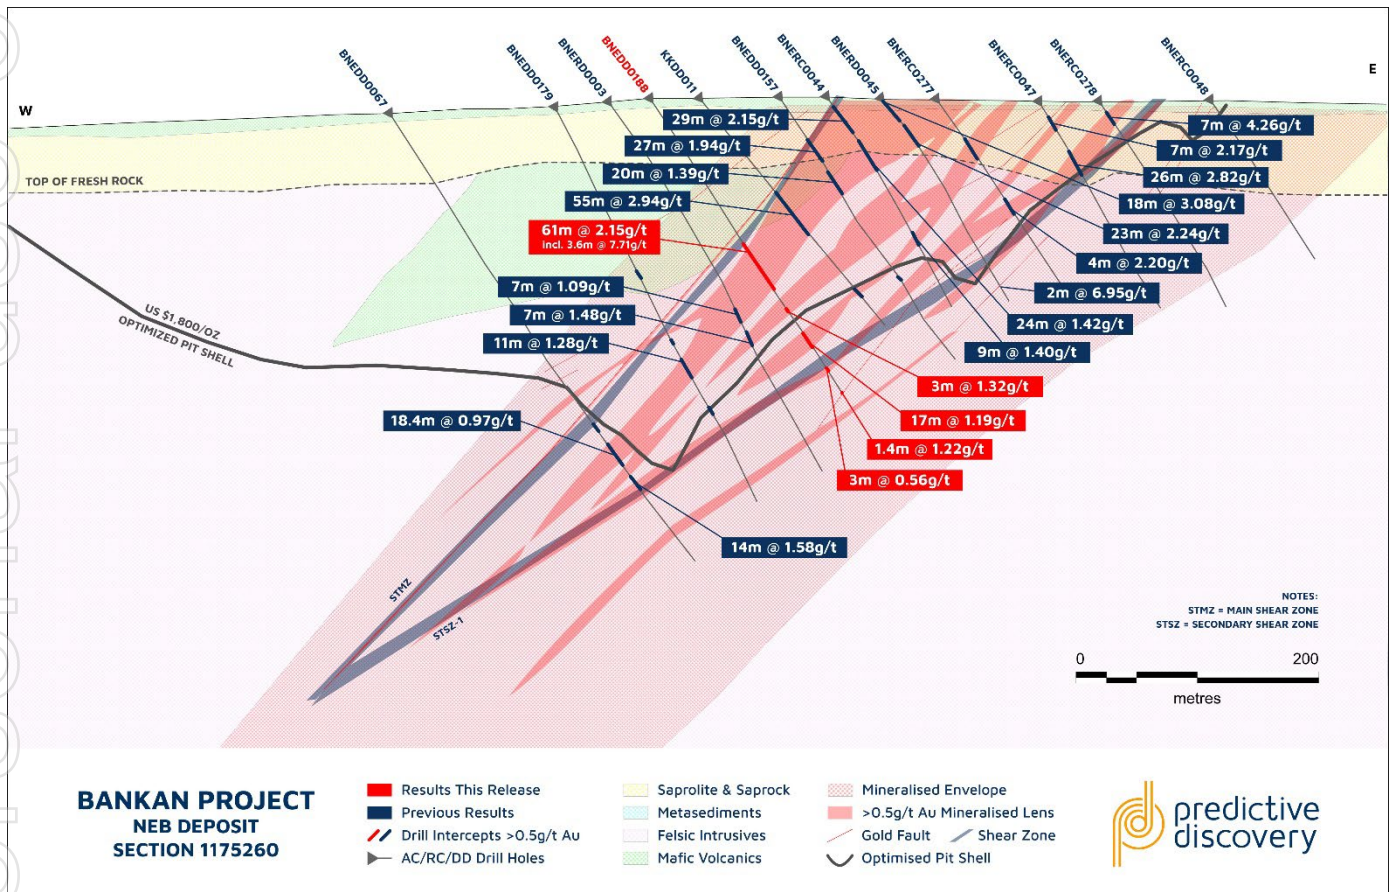 BNEDD0067
BNEDD0179
BNERD0003
BNEDD0188
KKDD011
BNEDD0157
BNERC0044
BNERD0045
BNERC0277
BNERC0047
BNERC0278
BNERC0048
W
E
29m @ 2.15g/t
27m @ 1.94g/t
20m @ 1.39g/t
55m @ 2.94g/t
61m @ 2.15g/t
incl. 3.6m @ 7.71g/t
7m @ 1.09g/t
7m @ 1.48g/t
11m @ 1.28g/t
18.4m @ 0.97g/t
7m @ 4.26g/t
7m @ 2.17g/t
26m @ 2.82g/t
18m @ 3.08g/t
23m @ 2.24g/t
4m @ 2.20g/t
2m @ 6.95g/t
24m @ 1.42g/t
9m @ 1.40g/t
3m @ 1.32g/t
17m @ 1.19g/t
1.4m @ 1.22g/t
3m @ 0.56g/t
14m @ 1.58g/t
TOP OF FRESH ROCK
US $1,800/OZ
OPTIMIZED PIT SHELL
STMZ
STSZ-1
NOTES:
STMZ = MAIN SHEAR ZONE
STSZ = SECONDARY SHEAR ZONE
0 200
metres
BANKAN PROJECT
NEB DEPOSIT
SECTION 1175260
Results This Release
Previous Results
Drill Intercepts >0.5g/t Au
AC/RC/DD Drill Holes
Saprolite & Saprock
Metasediments
Felsic Intrusives
Mafic Volcanics
Mineralised Envelope
>0.5g/t Au Mineralised Lens
Gold Fault Shear Zone
Optimised Pit Shell
predictive
discovery